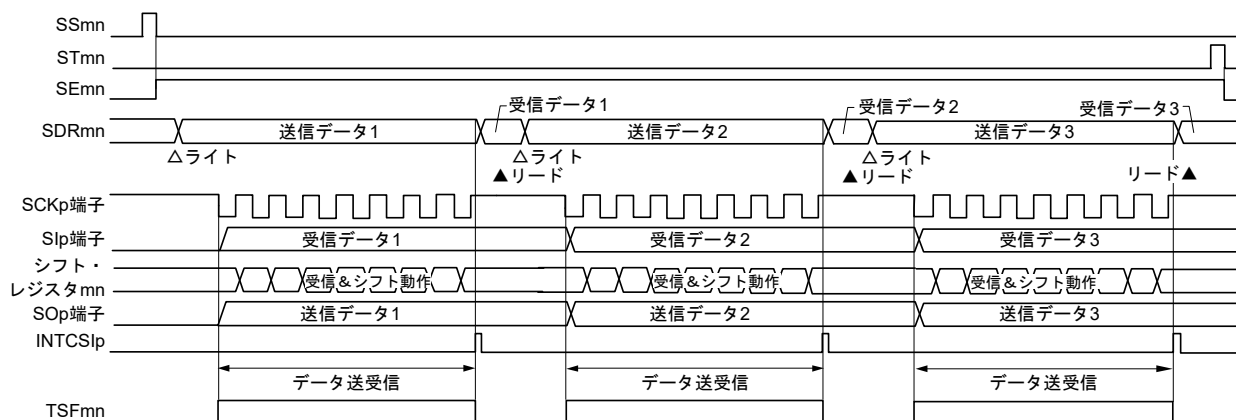 SSmn
STmn
SEmn
受信データ1
受信データ2
受信データ3
SDRmn
送信データ1
送信データ2
送信データ3
△ライト
△ライト
△ライト
▲リード
▲リード
リード▲
SCKp端子
SIp端子
受信データ1
受信データ2
受信データ3
シフト・
レジスタmn
受信&シフト動作
受信&シフト動作
受信&シフト動作
SOp端子
送信データ1
送信データ2
送信データ3
INTCSIp
データ送受信
データ送受信
データ送受信
TSFmn